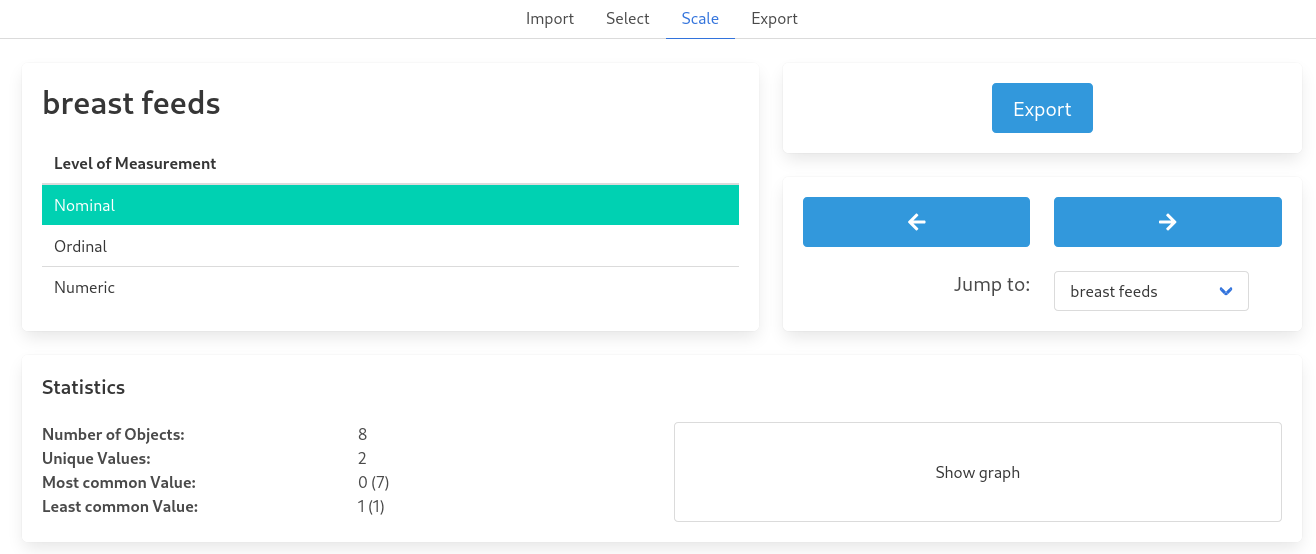 Import Select Scale Export
breast feeds
Level of Measurement
Nominal
Ordinal
Numeric
Export
Jump to: breast feeds
Statistics
Number of Objects: 8
Unique Values: 2
Most common Value: 0 (7)
Least common Value: 1 (1)
Show graph